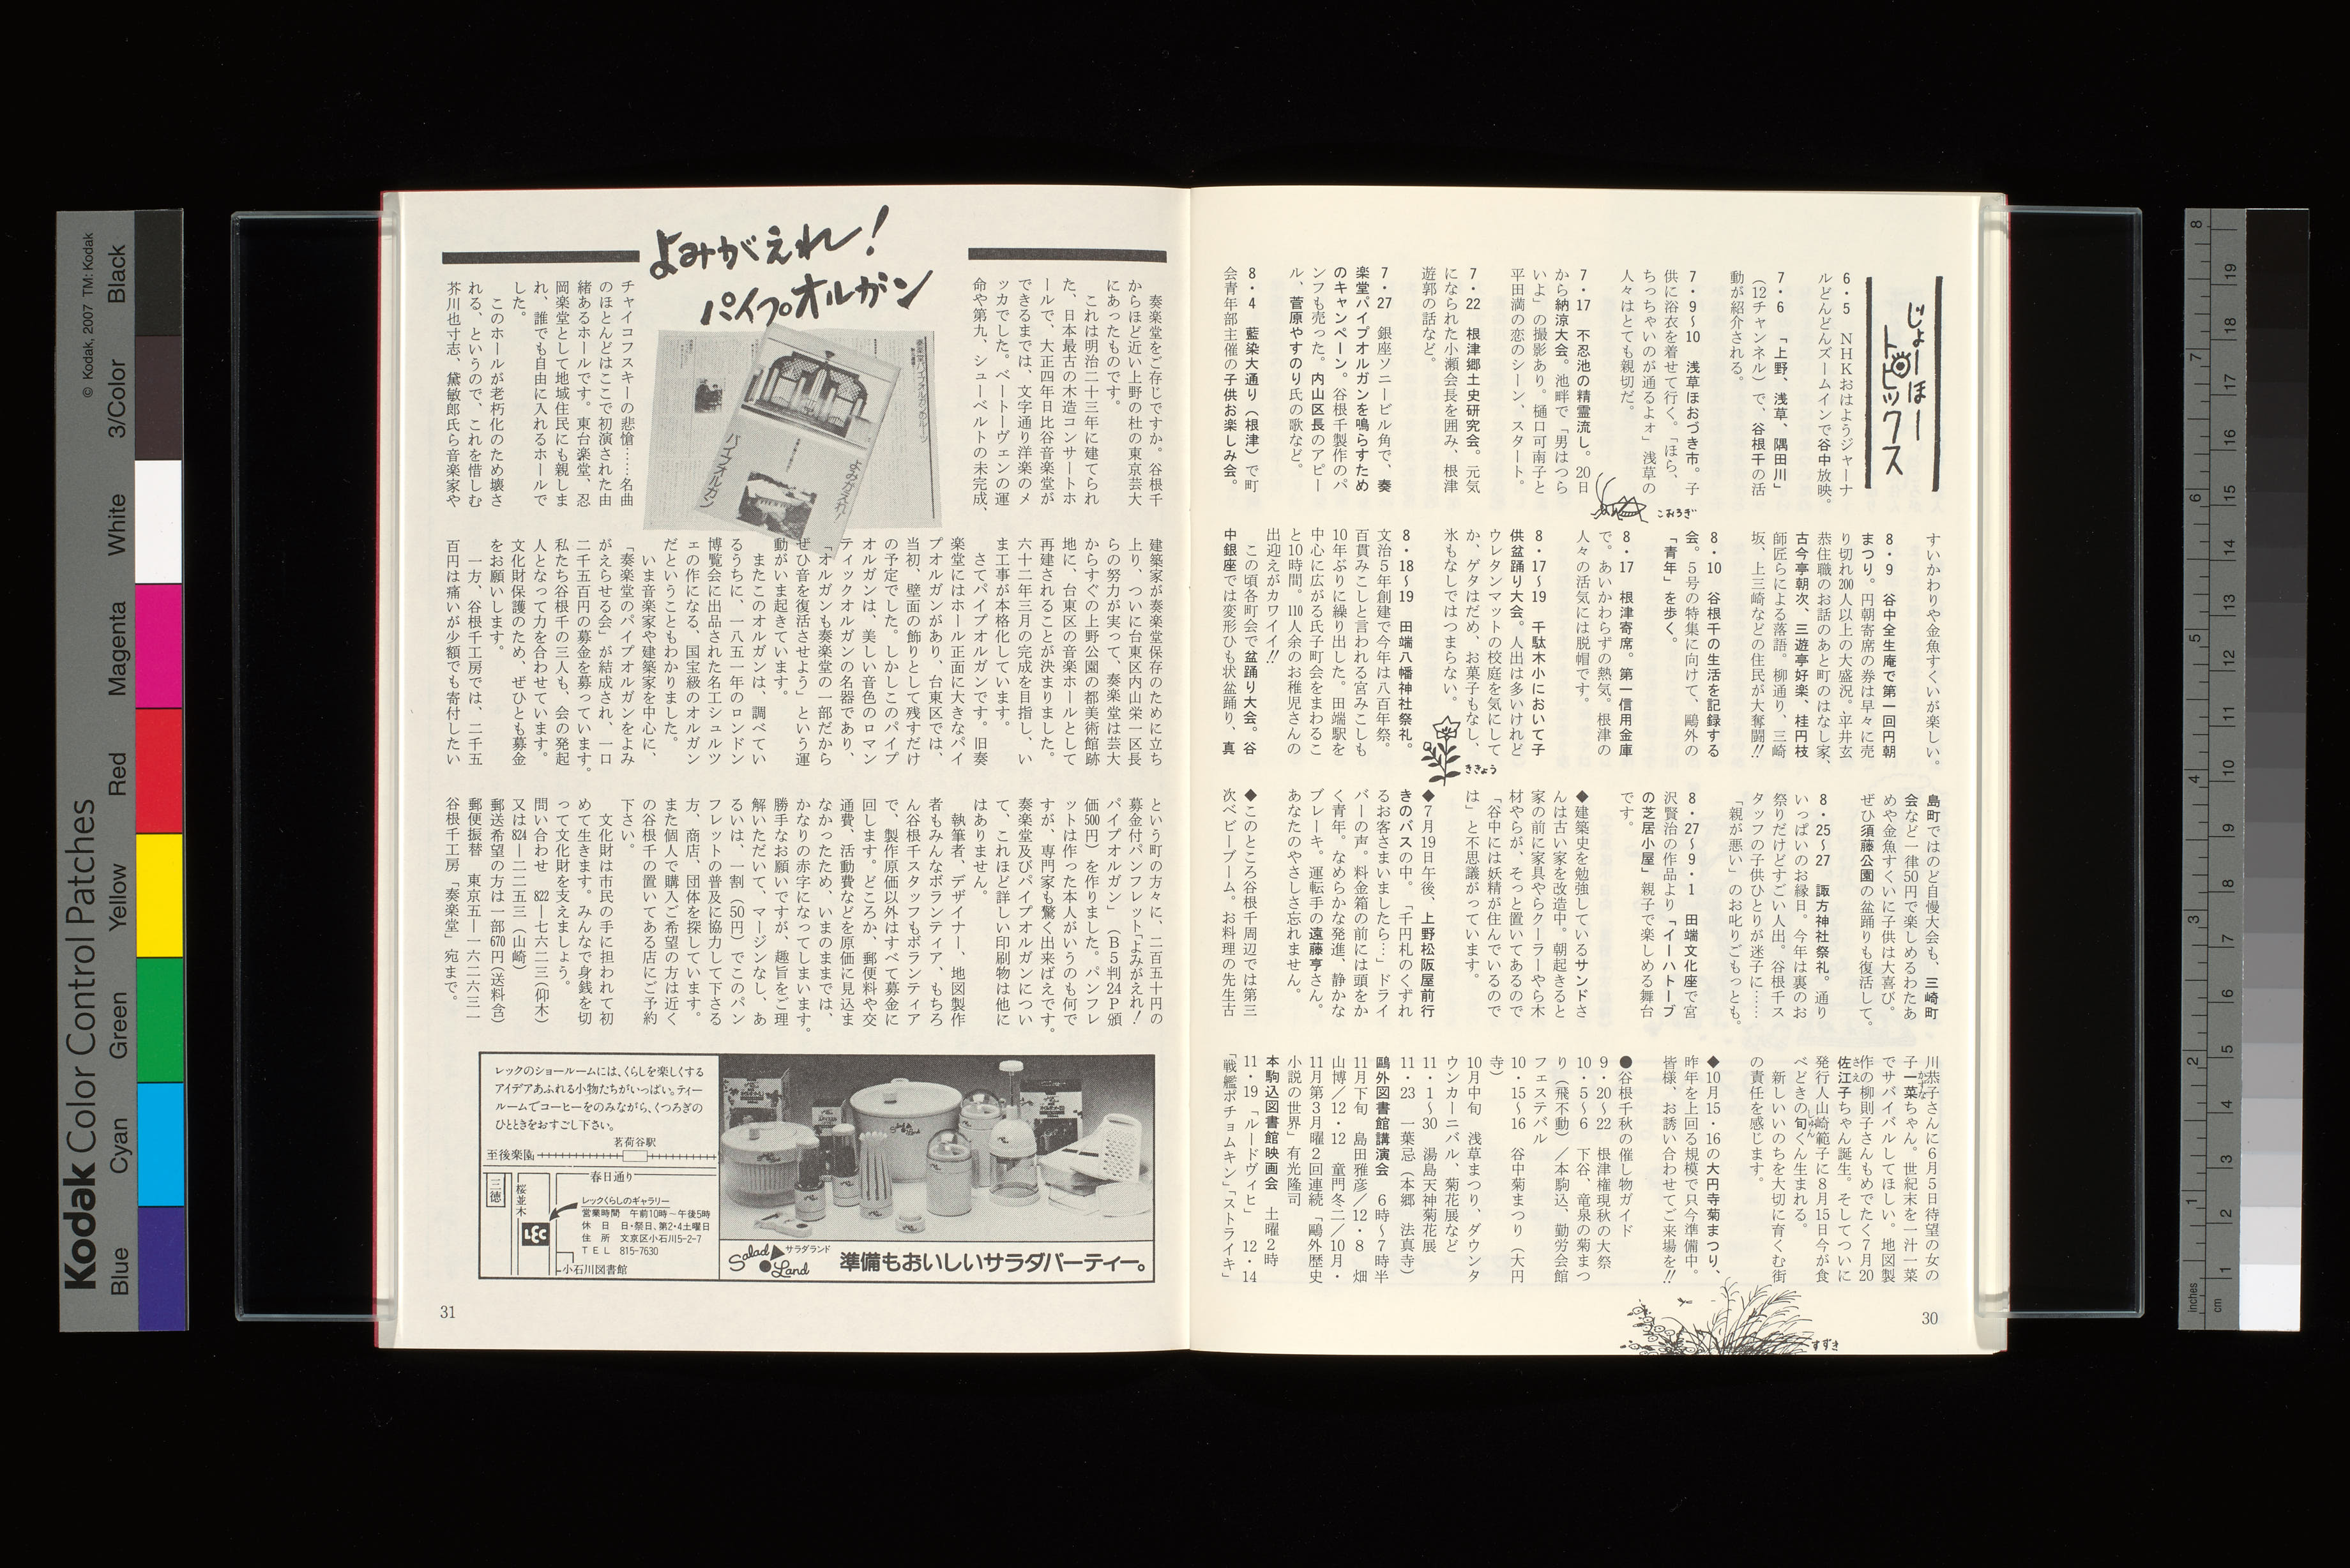 じょーほー
トピックス
6・5　NHKおはようジャーナ
ルどんどんズームインで谷中放映。
7・6　「上野、浅草、隅田川」
（12チャンネル）で、谷根千の活
動が紹介される。
7・9〜10　浅草ほおづき市。子
供に浴衣を着せて行く。「ほら、
ちっちゃいのが通るよォ」浅草の
人々はとても親切だ。
7・17　不忍池の精霊流し。20日
から納涼大会。池畔で「男はつら
いよ」の撮影あり。樋口可南子と
平田満の恋のシーン、スタート。
7・22　根津郷土史研究会。元気
になられた小瀬会長を囲み、根津
遊郭の話など。
7・27　銀座ソニービル角で、奏
楽堂パイプオルガンを鳴らすため
のキャンペーン。谷根千製作のパ
ンフも売った。内山区長のアピー
ル、菅原やすのり氏の歌など。
8・4　藍染大通り（根津）で町
会青年部主催の子供お楽しみ会。
こおろぎ
すいかわりや金魚すくいが楽しい。
8・9　谷中全生庵で第一回円朝
まつり。円朝寄席の券は早々に売
り切れ200人以上の大盛況。平井玄
恭住職のお話のあと町のはなし家、
古今亭朝次、三遊亭好楽、桂円枝
師匠らによる落語。柳通り、三崎
坂、上三崎などの住民が大奮闘!!
8・10　谷根千の生活を記録する
会。5号の特集に向けて、鷗外の
「青年」を歩く。
8・17　根津寄席。第一信用金庫
で。あいかわらずの熱気。根津の
人々の活気には脱帽です。
8・17〜19　千駄木小において子
供盆踊り大会。人出は多いけれど
ウレタンマットの校庭を気にして
か、ゲタはだめ、お菓子もなし、
氷もなしではつまらない。
8・18〜19　田端八幡神社祭礼。
文治5年創建で今年は八百年祭。
百貫みこしと言われる宮みこしも
10年ぶりに繰り出した。田端駅を
中心に広がる氏子町会をまわるこ
と10時間。110人余のお稚児さんの
出迎えがカワイイ!!
この頃各町会で盆踊り大会。谷
中銀座では変形ひも状盆踊り、真
ききょう
島町ではのど自慢大会も、三崎町
会など一律50円で楽しめるわたあ
めや金魚すくいに子供は大喜び。
ぜひ須藤公園の盆踊りも復活して。
8・25〜27　諏方神社祭礼。通り
いっぱいのお縁日。今年は裏のお
祭りだけどすごい人出。谷根千ス
タッフの子供ひとりが迷子に……
「親が悪い」のお叱りごもっとも。
8・27〜9・1　田端文化座で宮
沢賢治の作品より「イーハトーブ
の芝居小屋」親子で楽しめる舞台
です。
◆建築史を勉強しているサンドさ
んは古い家を改造中。朝起きると
家の前に家具やらクーラーやら木
材やらが、そっと置いてあるので
「谷中には妖精が住んでいるので
は」と不思議がっています。
◆7月19日午後、上野松阪屋前行
きのバスの中。「千円札のくずれ
るお客さまいましたら…」ドライ
バーの声。料金箱の前には頭をか
く青年。なめらかな発進、静かな
ブレーキ。運転手の遠藤亨さん。
あなたのやさしさ忘れません。
◆このところ谷根千周辺では第三
次ベビーブーム。お料理の先生古
川恭子さんに6月5日待望の女の
子一菜ちゃん。世紀末を一汁一菜
でサバイバルしてほしい。地図製
作の柳則子さんもめでたく7月20
佐江子ちゃん誕生。そしてついに
発行人山崎範子に8月15日今が食
べどきの旬くん生まれる。
新しいいのちを大切に育くむ街
の責任を感じます。
◆10月15・16の大円寺菊まつり、
昨年を上回る規模で只今準備中。
皆様、お誘い合わせてご来場を!!
●谷根千秋の催し物ガイド
9・20〜22　根津権現秋の大祭
10・5〜6　下谷、竜泉の菊まつ
り（飛不動）／本駒込、勤労会館
フェステバル
10・15〜16　谷中菊まつり（大円
寺）
10月中旬　浅草まつり、ダウンタ
ウンカーニバル、菊花展など
11・1〜30　湯島天神菊花展
11・23　一葉忌（本郷　法真寺）
鷗外図書館講演会　6時〜7時半
11月下旬　島田雅彦／12・8　畑
山博／12・12　童門冬二／10月・
11月第3月曜2回連続「鷗外歴史
小説の世界」有光隆司
本駒込図書館映画会　土曜2時
11・19「ルードヴィヒ」　12・14
「戦艦ポチョムキン」「ストライキ」
すずき
30
よみがえれ！
パイプオルガン
奏楽堂をご存じですか。谷根千
からほど近い上野の杜の東京芸大
にあったものです。
これは明治二十三年に建てられ
た、日本最古の木造コンサートホ
ールで、大正四年日比谷音楽堂が
できるまでは、文字通り洋楽のメ
ッカでした。ベートーヴェンの運
命や第九、シューベルトの未完成、
チャイコフスキーの悲愴……名曲
のほとんどはここで初演された由
緒あるホールです。東台楽堂、忍
岡楽堂として地域住民にも親しま
れ、誰でも自由に入れるホールで
した。
このホールが老朽化のため壊さ
れる、というので、これを惜しむ
芥川也寸志、黛敏郎氏ら音楽家や
よみがえれ！
パイプオルガン
建築家が奏楽堂保存のために立ち
上り、ついに台東区内山栄一区長
らの努力が実って、奏楽堂は芸大
からすぐの上野公園の都美術館跡
地に、台東区の音楽ホールとして
再建されることが決まりました。
六十二年三月の完成を目指し、い
ま工事が本格化しています。
さてパイプオルガンです。旧奏
楽堂にはホール正面に大きなパイ
プオルガンがあり、台東区では、
当初、壁面の飾りとして残すだけ
の予定でした。しかしこのパイプ
オルガンは、美しい音色のロマン
ティックオルガンの名器であり、
「オルガンも奏楽堂の一部だから
ぜひ音を復活させよう」という運
動がいま起きています。
またこのオルガンは、調べてい
るうちに、一八五一年のロンドン
博覧会に出品された名工シュルツ
ェの作になる、国宝級のオルガン
だということもわかりました。
いま音楽家や建築家を中心に、
「奏楽堂のパイプオルガンをよみ
がえらせる会」が結成され、一口
二千五百円の募金を募っています。
私たち谷根千の三人も、会の発起
人となって力を合わせています。
文化財保護のため、ぜひとも募金
をお願いします。
一方、谷根千工房では、二千五
百円は痛いが少額でも寄付したい
という町の方々に、二百五十円の
募金付パンフレット「よみがえれ！
パイプオルガン」（B5判24P頒
価500円）を作りました。パンフレ
ットは作った本人がいうのも何で
すが、専門家も驚く出来ばえです。
奏楽堂及びパイプオルガンについ
て、これほど詳しい印刷物は他に
はありません。
執筆者、デザイナー、地図製作
者もみんなボランティア、もちろ
ん谷根千スタッフもボランティア
で、製作原価以外はすべて募金に
回します。どころか、郵便料や交
通費、活動費などを原価に見込ま
なかったため、いまのままでは、
かなりの赤字になってしまいます。
勝手なお願いですが、趣旨をご理
解いただいて、マージンなし、あ
るいは、一割（50円）でこのパン
フレットの普及に協力して下さる
方、商店、団体を探しています。
また個人で購入ご希望の方は近く
の谷根千の置いてある店にご予約
下さい。
文化財は市民の手に担われて初
めて生きます。みんなで身銭を切
って文化財を支えましょう。
問い合わせ　822―七六二三（仰木）
又は824―二二五三（山崎）
郵送希望の方は一部670円（送料含）
郵便振替　東京五―一六二六三一
谷根千工房「奏楽堂」宛まで。
レックのショールームには、くらしを楽しくする
アイデアあふれる小物たちがいっぱい。ティー
ルームでコーヒーをのみながら、くつろぎの
ひとときをおすごし下さい。
茗荷谷駅
至後楽園
春日通り
三徳
桜並木
LEC
レックくらしのギャラリー
営業時間　午前10時〜午後5時
休　日　日・祭日、第2・4土曜日
住　所　文京区小石川5-2-7
TEL　815-7630
小石川図書館
Salad Land
サラダランド
準備もおいしいサラダパーティー。
31
Kodak Color Control Patches
© Kodak, 2007 TM: Kodak
Blue Cyan Green Yellow Red Magenta White 3/Color Black
inches 1 2 3 4 5 6 7 8
cm 1 2 3 4 5 6 7 8 9 10 11 12 13 14 15 16 17 18 19